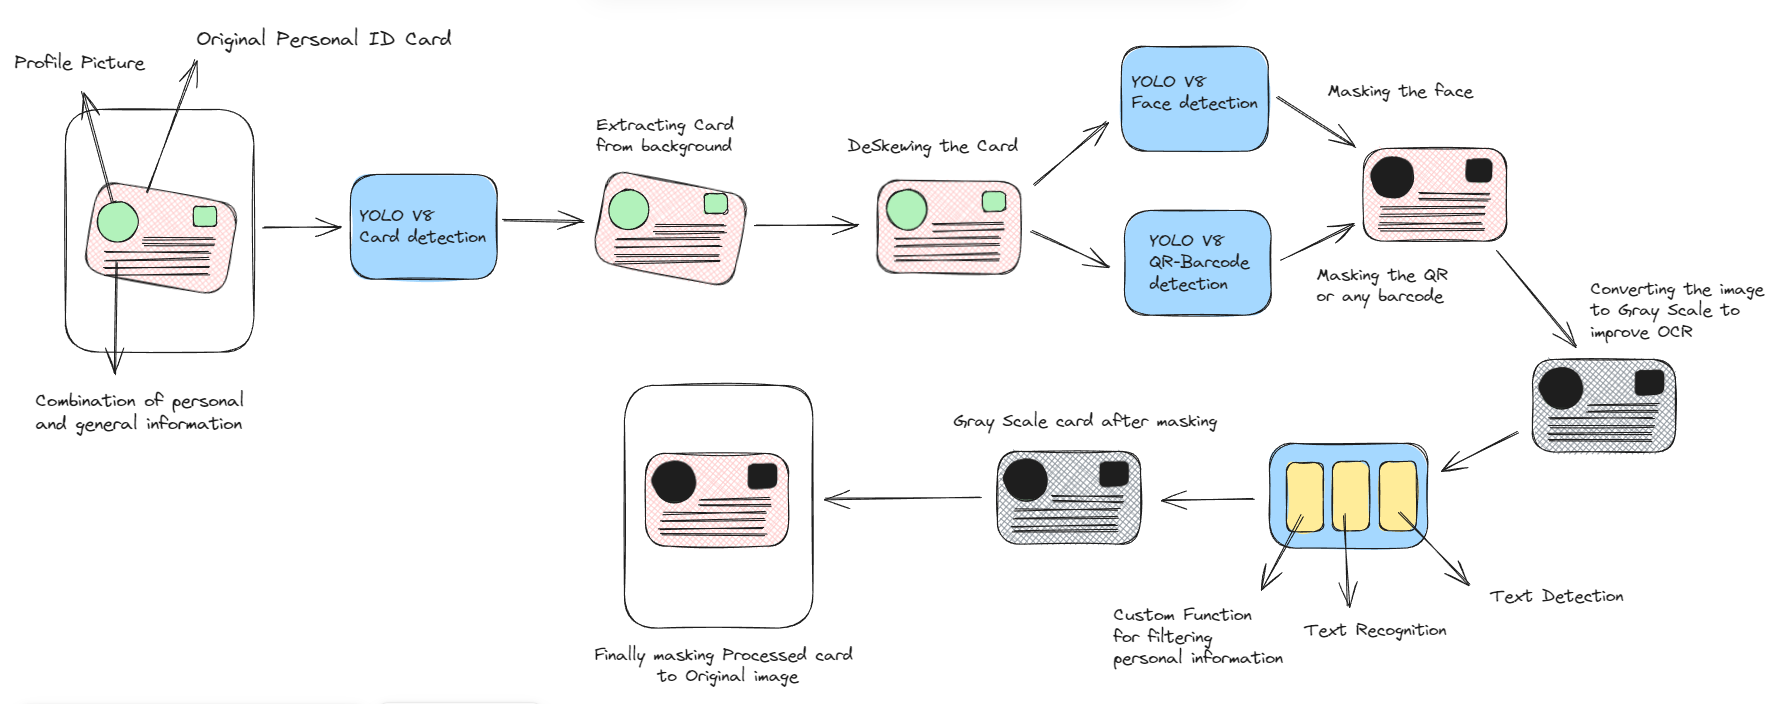 Original Personal ID Card
Profile Picture
Combination of personal
and general information
YOLO V8
Card detection
Extracting Card
from background
DeSkewing the Card
YOLO V8
Face detection
YOLO V8
QR-Barcode
detection
Masking the face
Masking the QR
or any barcode
Converting the image
to Gray Scale to
improve OCR
Text Detection
Text Recognition
Custom Function
for filtering
personal information
Gray Scale card after masking
Finally masking Processed card
to Original image